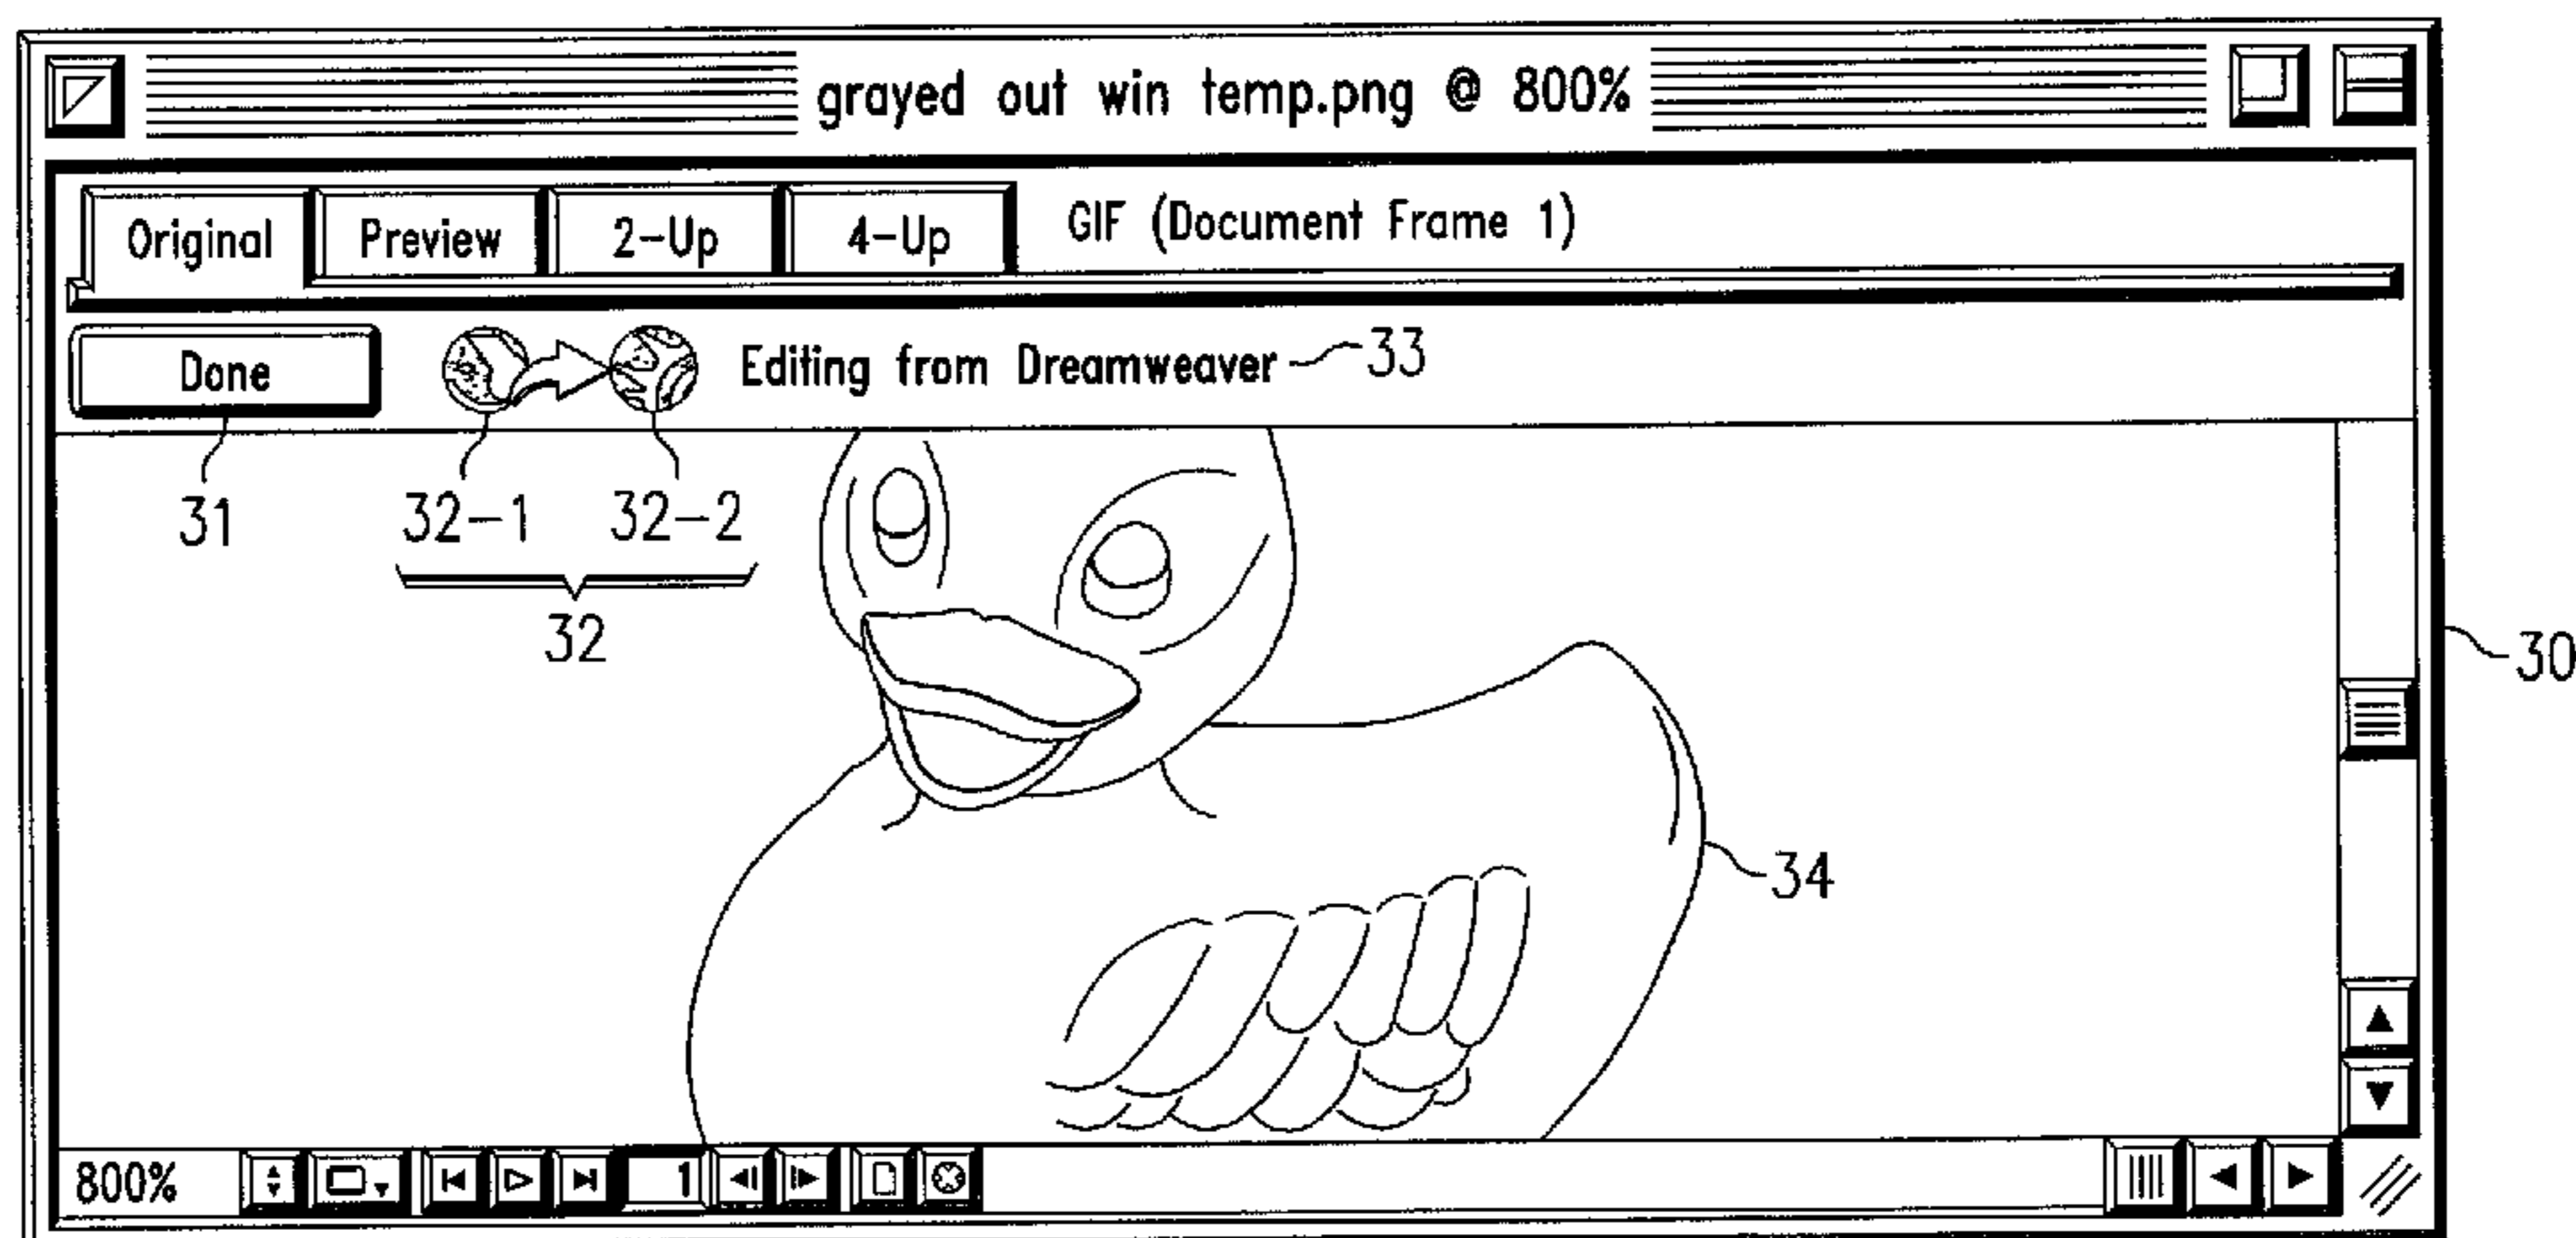 grayed out win temp.png @ 800%
Original Preview 2-Up 4-Up GIF (Document Frame 1)
Done Editing from Dreamweaver 33
31 32-1 32-2
32
30
34
800% 1